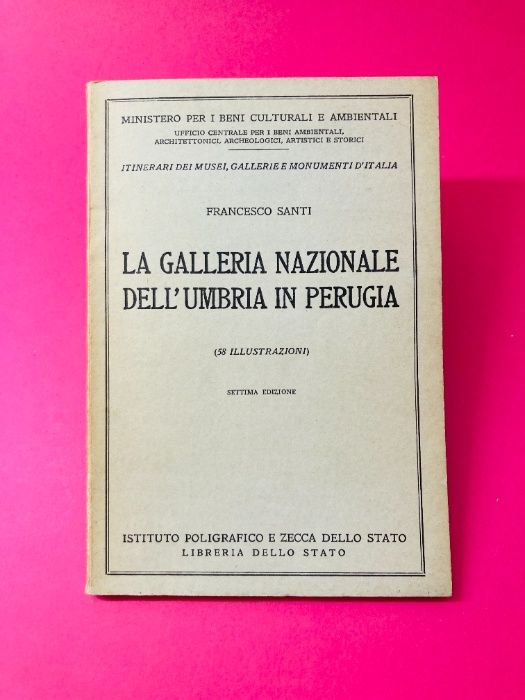 MINISTERO PER I BENI CULTURALI E AMBIENTALI
UFFICIO CENTRALE PER I BENI AMBIENTALI,
ARCHITETTONICI, ARCHEOLOGICI, ARTISTICI E STORICI
ITINERARI DEI MUSEI, GALLERIE E MONUMENTI D'ITALIA
FRANCESCO SANTI
LA GALLERIA NAZIONALE
DELL'UMBRIA IN PERUGIA
(58 ILLUSTRAZIONI)
SETTIMA EDIZIONE
ISTITUTO POLIGRAFICO E ZECCA DELLO STATO
LIBRERIA DELLO STATO